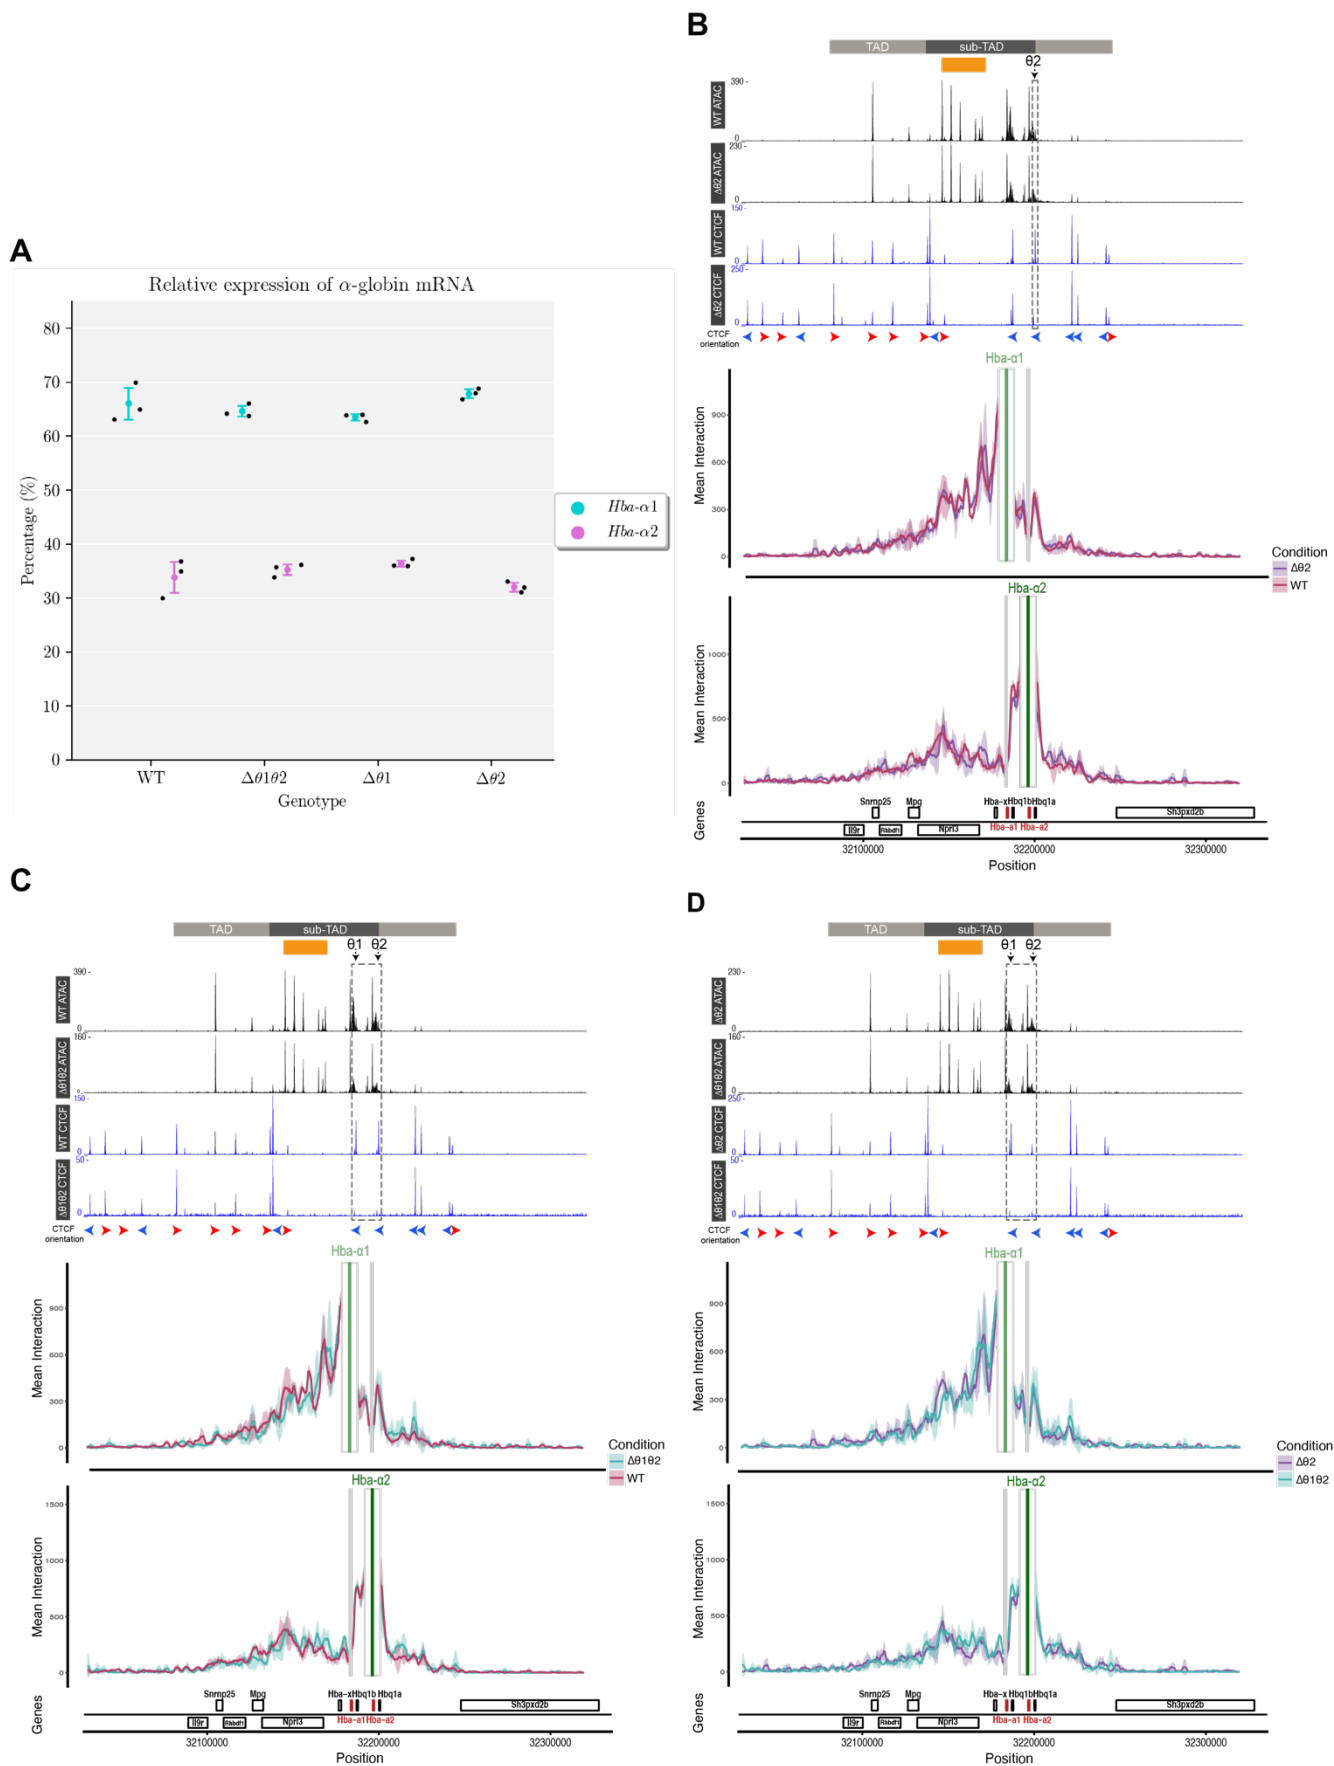 A
Relative expression of α-globin mRNA
80
70
60
50
40
30
20
10
0
Percentage (%)
WT
Δθ1θ2
Δθ1
Δθ2
Genotype
Hba-α1
Hba-α2
B
TAD
sub-TAD
θ2
WT ATAC
390
0
Δθ2 ATAC
230
0
WT CTCF
150
0
Δθ2 CTCF
250
0
CTCF
orientation
Hba-α1
Mean Interaction
900
600
300
0
Hba-α2
Mean Interaction
1000
500
0
Condition
Δθ2
WT
Genes
Snrnp25
Mpg
Hba-x
Hbq1b
Hbq1a
Sh3pxd2b
Il9r
Rhbdf1
Nprl3
Hba-a1
Hba-a2
32100000
32200000
32300000
Position
C
TAD
sub-TAD
θ1
θ2
WT ATAC
390
0
Δθ1θ2 ATAC
160
0
WT CTCF
150
0
Δθ1θ2 CTCF
50
0
CTCF
orientation
Hba-α1
Mean Interaction
900
600
300
0
Hba-α2
Mean Interaction
1500
1000
500
0
Condition
Δθ1θ2
WT
Genes
Snrnp25
Mpg
Hba-x
Hbq1b
Hbq1a
Sh3pxd2b
Il9r
Rhbdf1
Nprl3
Hba-a1
Hba-a2
32100000
32200000
32300000
Position
D
TAD
sub-TAD
θ1
θ2
Δθ2 ATAC
230
0
Δθ1θ2 ATAC
160
0
Δθ2 CTCF
250
0
Δθ1θ2 CTCF
50
0
CTCF
orientation
Hba-α1
Mean Interaction
900
600
300
0
Hba-α2
Mean Interaction
1500
1000
500
0
Condition
Δθ2
Δθ1θ2
Genes
Snrnp25
Mpg
Hba-x
Hbq1b
Hbq1a
Sh3pxd2b
Il9r
Rhbdf1
Nprl3
Hba-a1
Hba-a2
32100000
32200000
32300000
Position